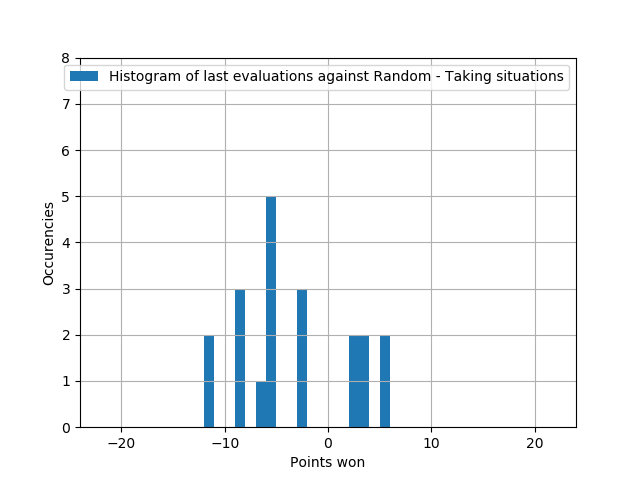 Histogram of last evaluations against Random - Taking situations
8
7
6
5
4
3
2
1
0
Occurencies
−20 −10 0 10 20
Points won